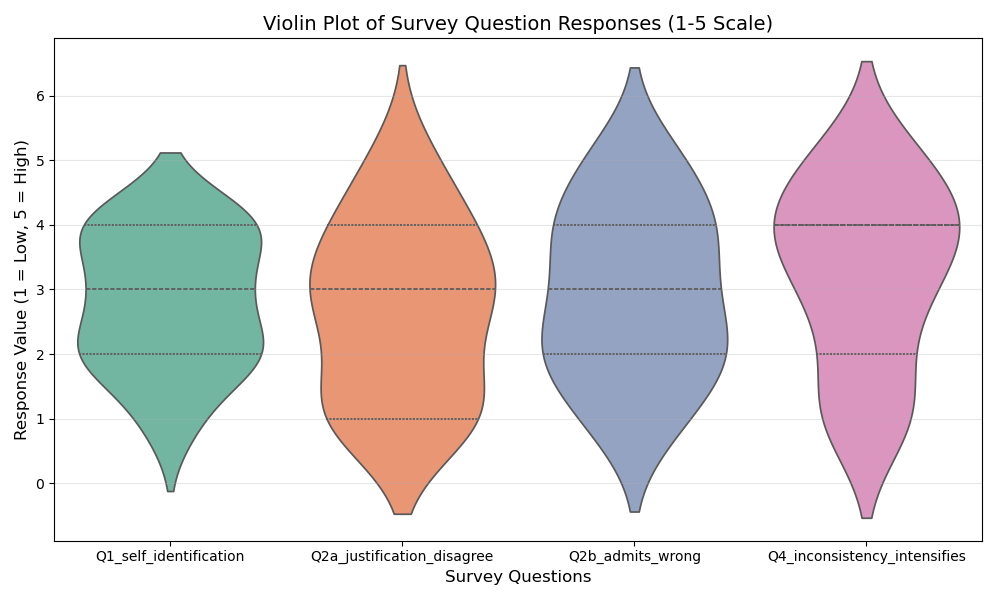 Violin Plot of Survey Question Responses (1-5 Scale)
Response Value (1 = Low, 5 = High)
6
5
4
3
2
1
0
Q1_self_identification
Q2a_justification_disagree
Q2b_admits_wrong
Q4_inconsistency_intensifies
Survey Questions